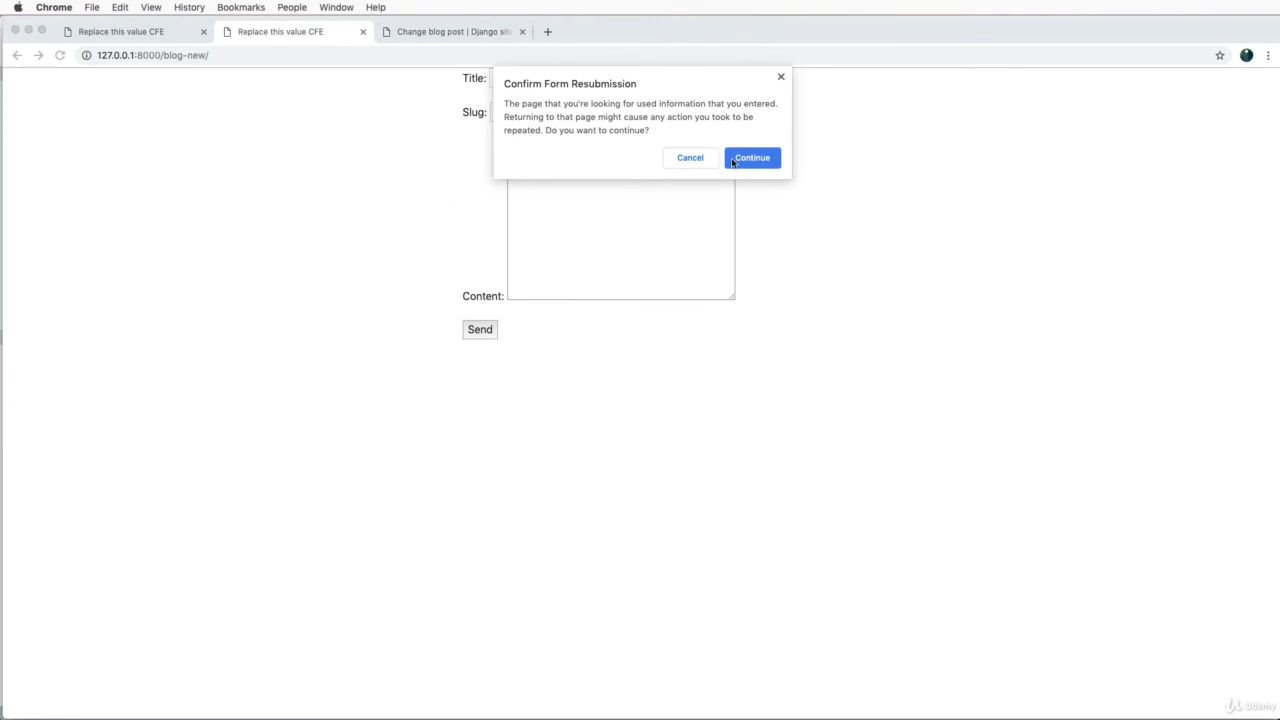 Chrome File Edit View History Bookmarks People Window Help
Replace this value CFE Replace this value CFE Change blog post | Django site
127.0.0.1:8000/blog-new/
Title:
Confirm Form Resubmission
The page that you're looking for used information that you entered.
Returning to that page might cause any action you took to be
repeated. Do you want to continue?
Slug:
Cancel Continue
Content:
Send
Udemy